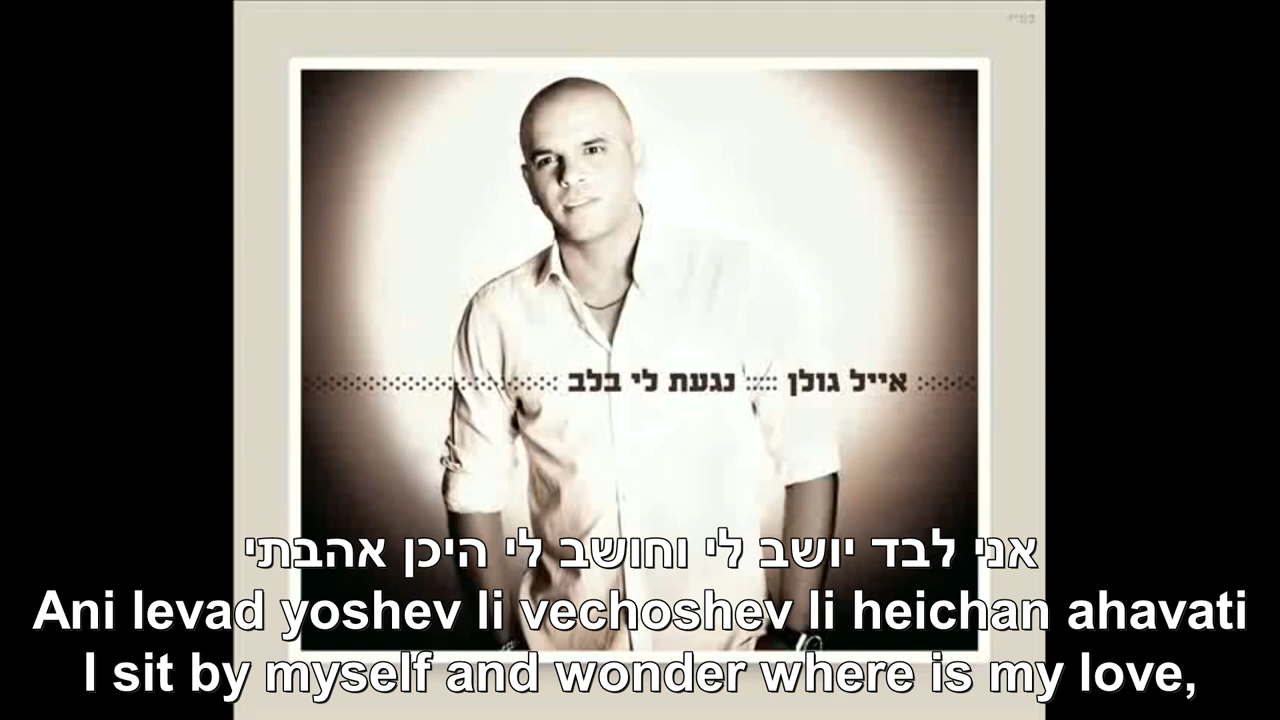 אייל גולן ::::: נגעת לי בלב
אני לבד יושב לי וחושב לי היכן אהבתי
Ani levad yoshev li vechoshev li heichan ahavati
I sit by myself and wonder where is my love,